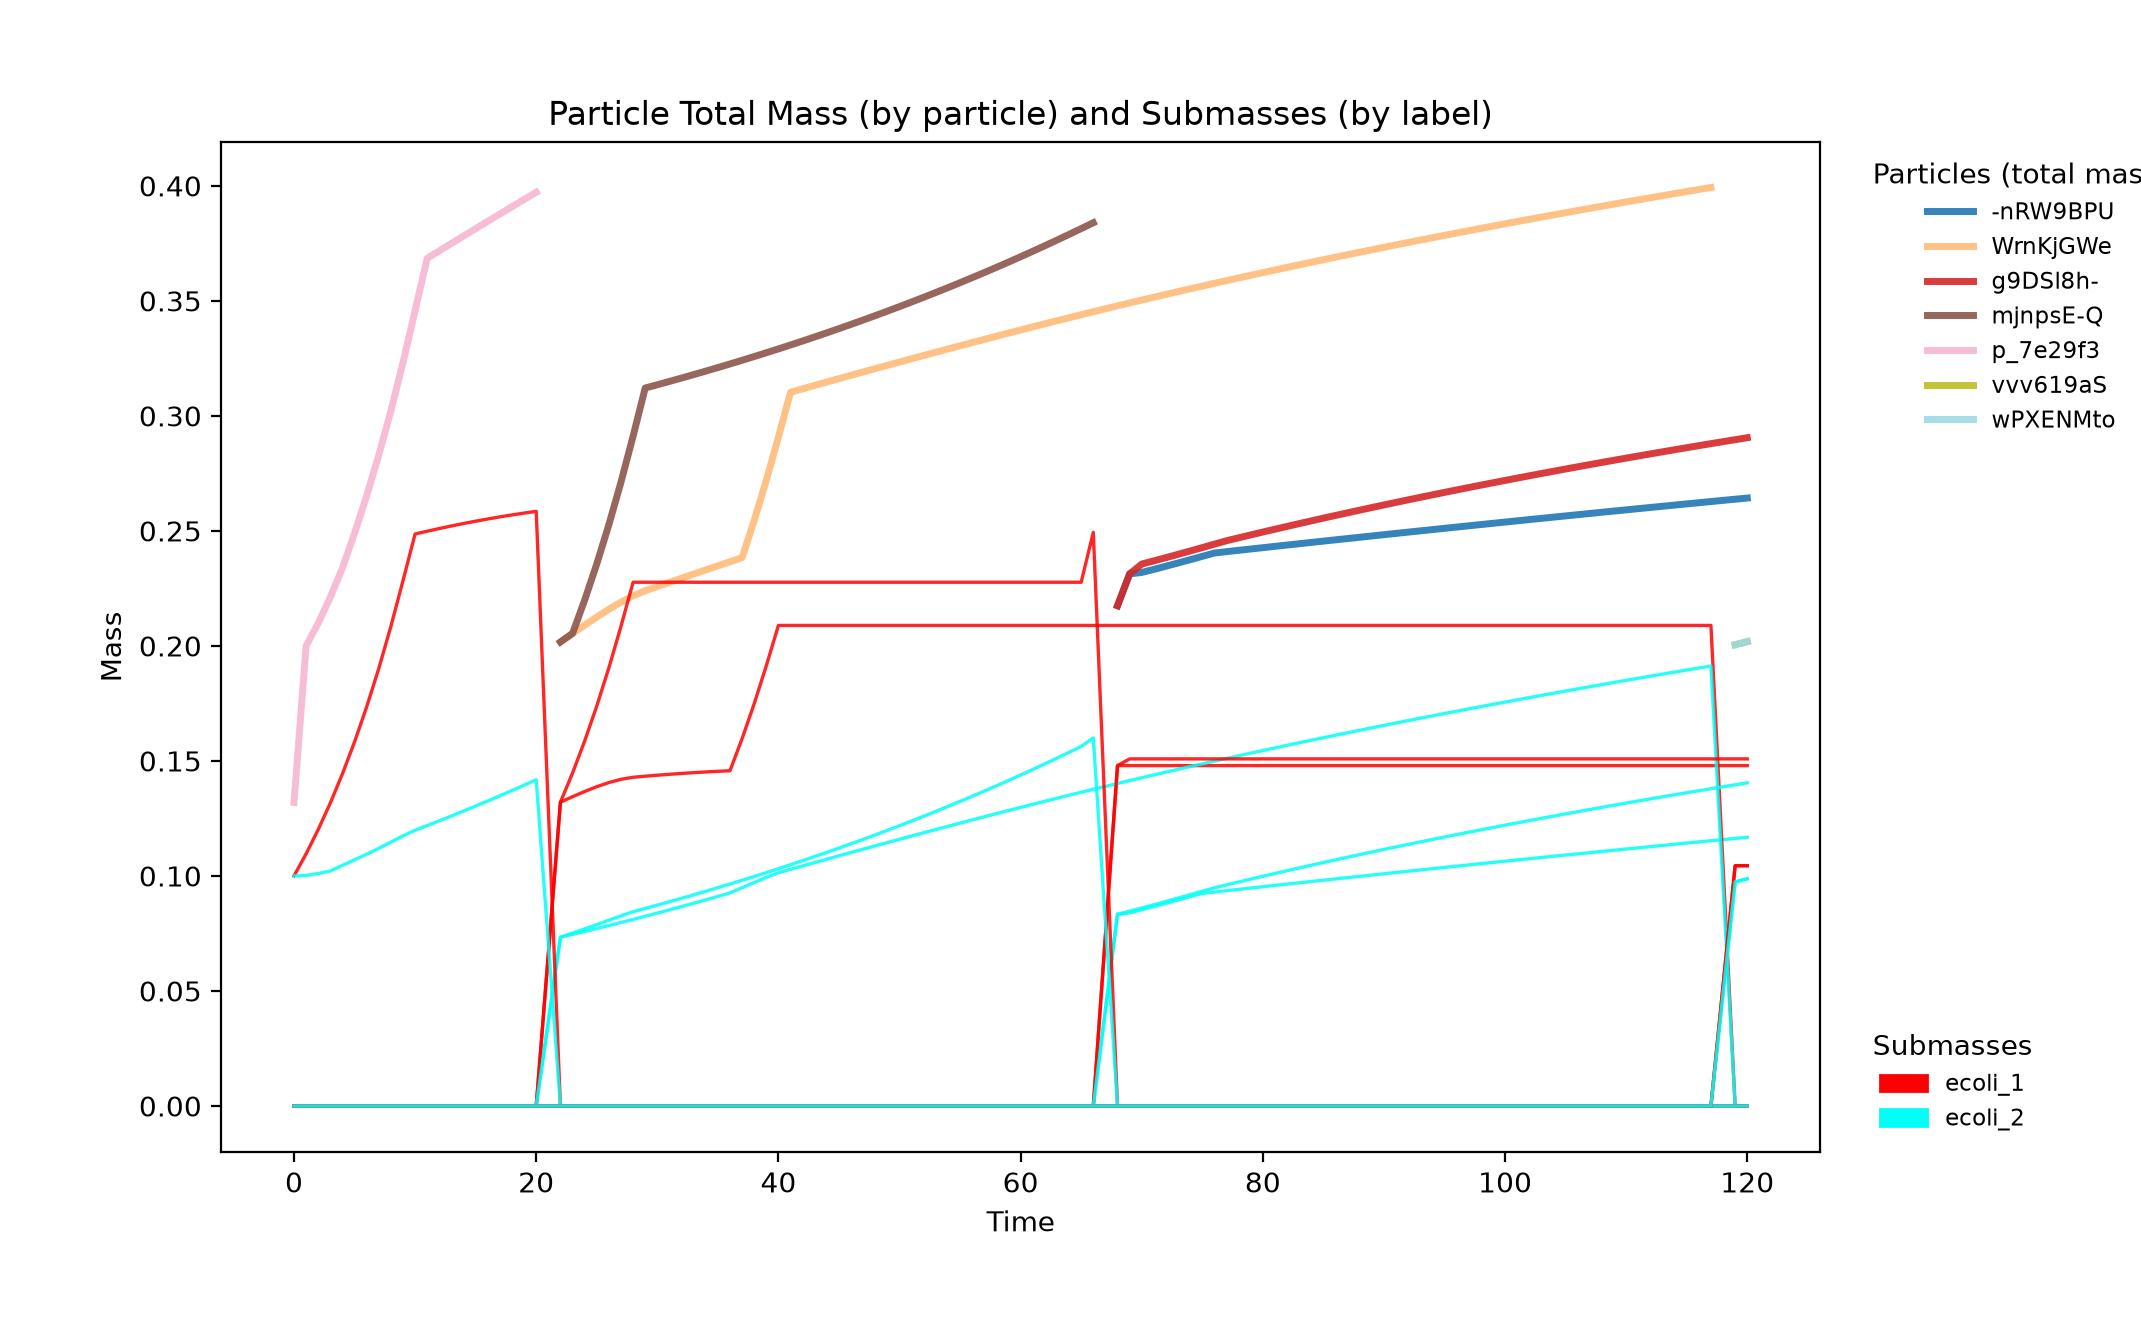 Particle Total Mass (by particle) and Submasses (by label)
Particles (total mas
-nRW9BPU
WrnKjGWe
g9DSl8h-
mjnpsE-Q
p_7e29f3
vvv619aS
wPXENMto
0.40
0.35
0.30
0.25
0.20
0.15
0.10
0.05
0.00
Mass
Submasses
ecoli_1
ecoli_2
0 20 40 60 80 100 120
Time